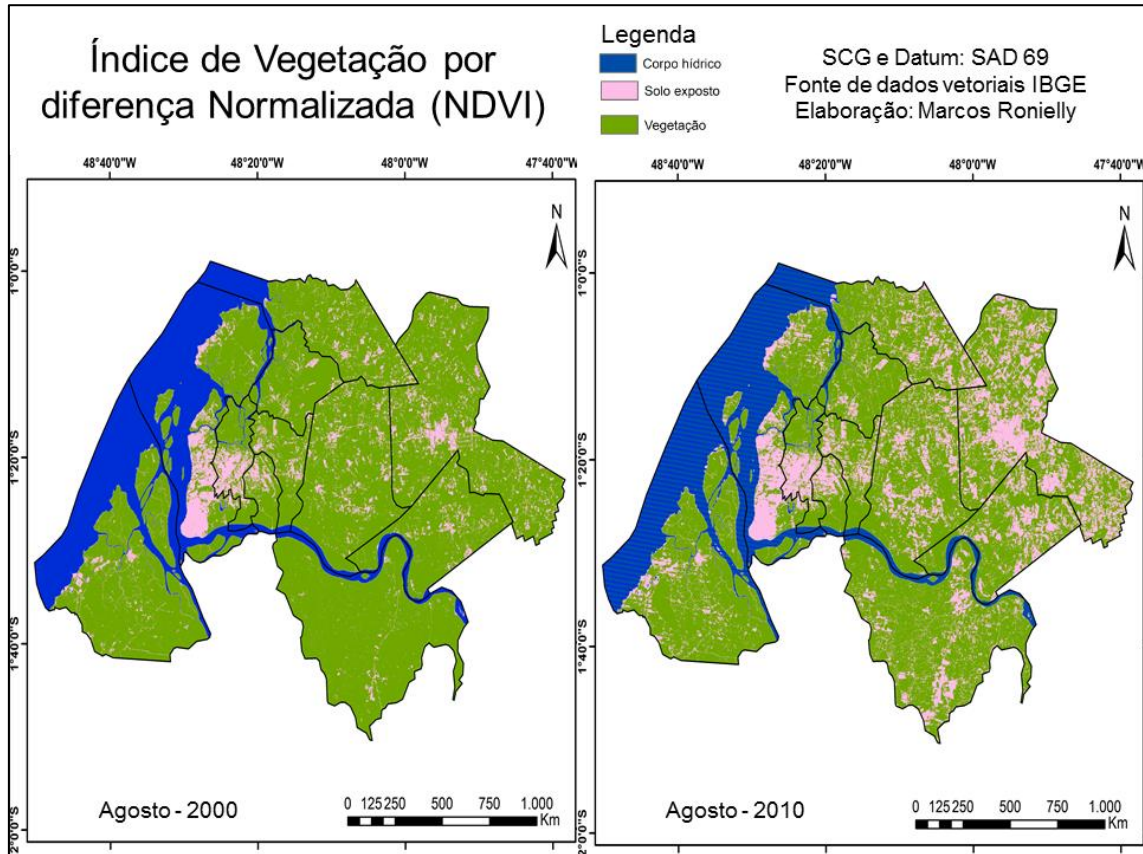 Índice de Vegetação por
diferença Normalizada (NDVI)
Legenda
Corpo hídrico
Solo exposto
Vegetação
SCG e Datum: SAD 69
Fonte de dados vetoriais IBGE
Elaboração: Marcos Ronielly
48°40'0"W 48°20'0"W 48°0'0"W 47°40'0"W
N
1°0'0"S
1°20'0"S
1°40'0"S
2°0'0"S
Agosto - 2000
0 125 250 500 750 1.000
Km
48°40'0"W 48°20'0"W 48°0'0"W 47°40'0"W
N
1°0'0"S
1°20'0"S
1°40'0"S
2°0'0"S
Agosto - 2010
0 125 250 500 750 1.000
Km